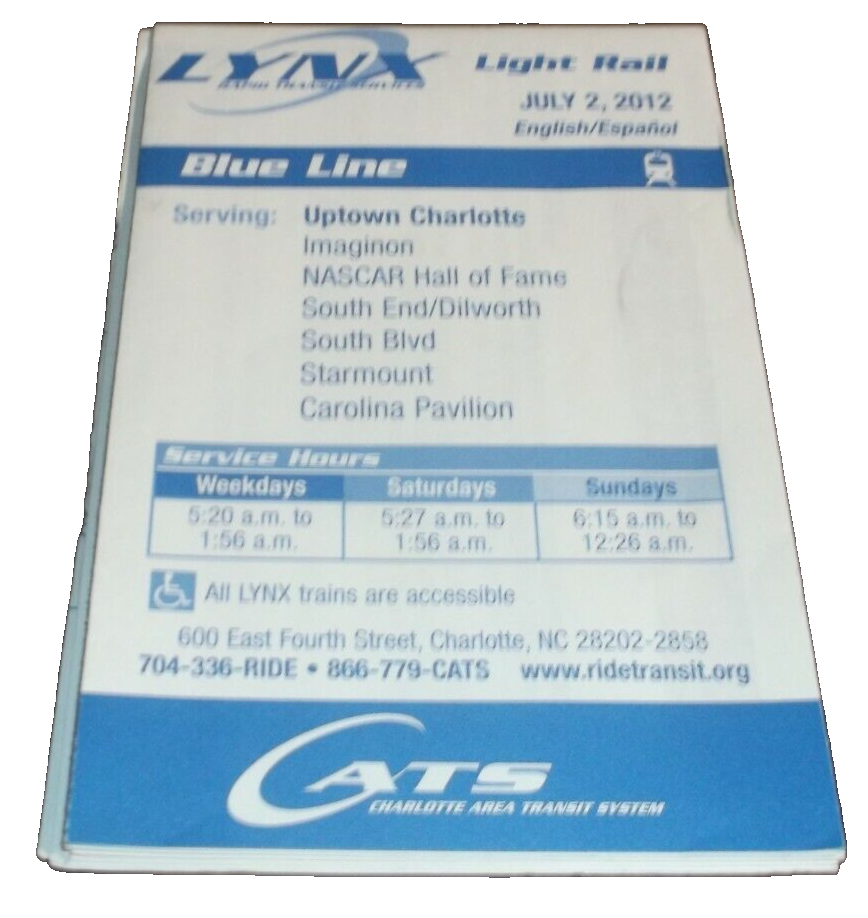 LYNX
RAPID TRANSIT SERVICES
Light Rail
JULY 2, 2012
English/Español
Blue Line
Serving: Uptown Charlotte
Imaginon
NASCAR Hall of Fame
South End/Dilworth
South Blvd
Starmount
Carolina Pavilion
Service Hours
Weekdays Saturdays Sundays
5:20 a.m. to 5:27 a.m. to 6:15 a.m. to
1:56 a.m. 1:56 a.m. 12:26 a.m.
All LYNX trains are accessible
600 East Fourth Street, Charlotte, NC 28202-2858
704-336-RIDE • 866-779-CATS www.ridetransit.org
CATS
CHARLOTTE AREA TRANSIT SYSTEM